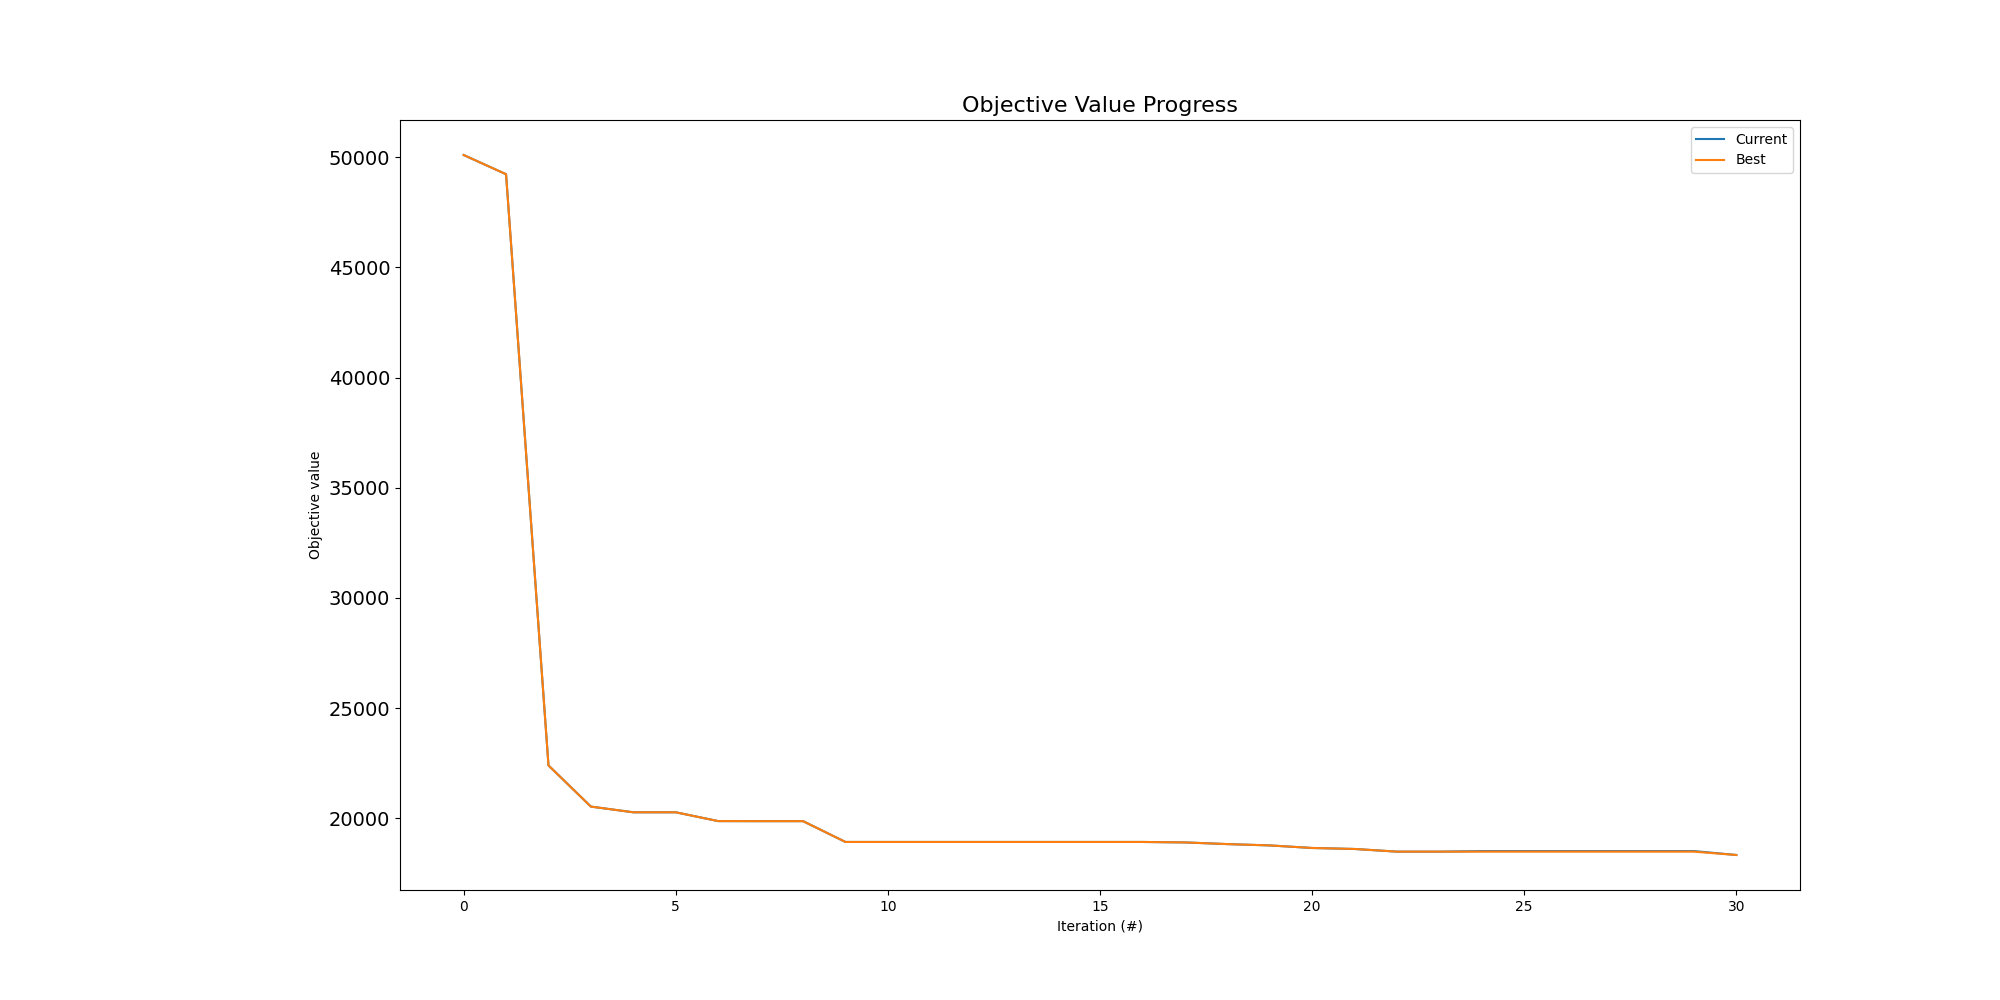 Objective Value Progress
Current
Best
50000
45000
40000
35000
30000
25000
20000
Objective value
0 5 10 15 20 25 30
Iteration (#)